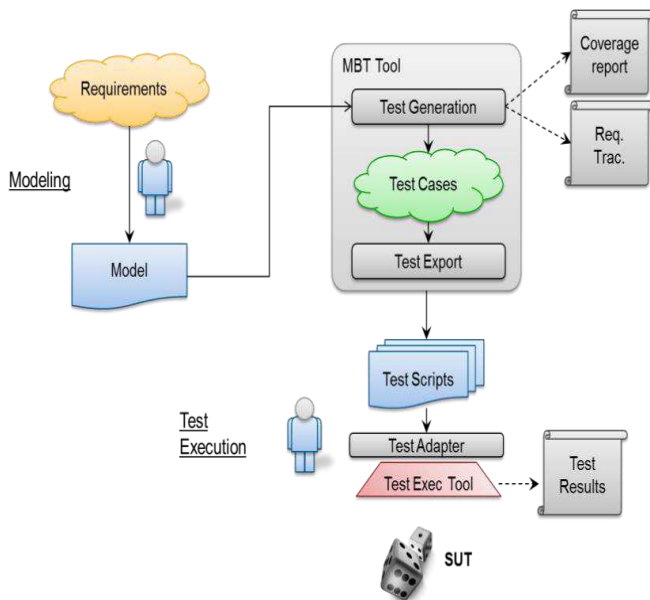 Requirements
Modeling
Model
MBT Tool
Test Generation
Test Cases
Test Export
Coverage
report
Req.
Trac.
Test Scripts
Test
Execution
Test Adapter
Test Exec Tool
Test
Results
SUT